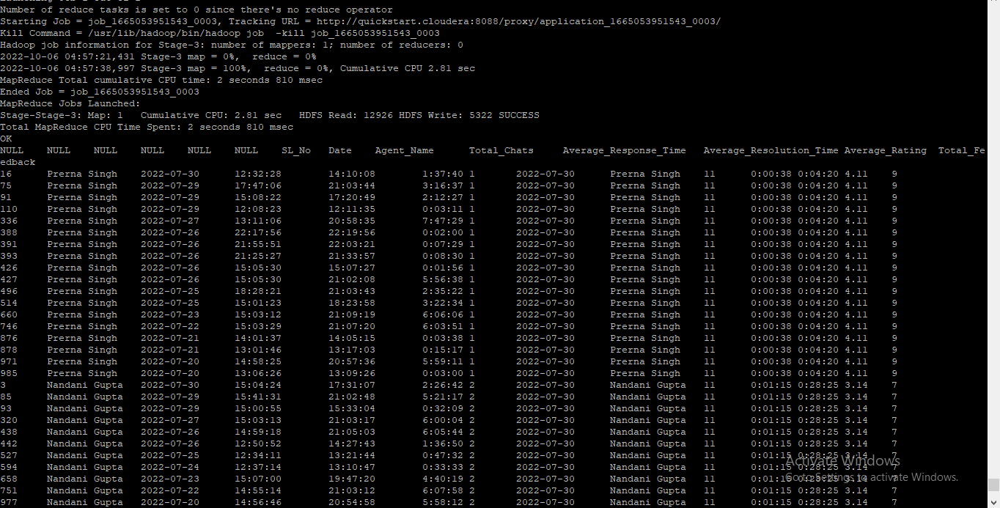 Number of reduce tasks is set to 0 since there's no reduce operator
Starting Job = job_1665053951543_0003, Tracking URL = http://quickstart.cloudera:8088/proxy/application_1665053951543_0003/
Kill Command = /usr/lib/hadoop/bin/hadoop job  -kill job_1665053951543_0003
Hadoop job information for Stage-3: number of mappers: 1; number of reducers: 0
2022-10-06 04:57:21,431 Stage-3 map = 0%,  reduce = 0%
2022-10-06 04:57:38,997 Stage-3 map = 100%,  reduce = 0%, Cumulative CPU 2.81 sec
MapReduce Total cumulative CPU time: 2 seconds 810 msec
Ended Job = job_1665053951543_0003
MapReduce Jobs Launched:
Stage-Stage-3: Map: 1   Cumulative CPU: 2.81 sec   HDFS Read: 12926 HDFS Write: 5322 SUCCESS
Total MapReduce CPU Time Spent: 2 seconds 810 msec
OK
NULL NULL NULL NULL NULL NULL SL_No Date Agent_Name Total_Chats Average_Response_Time Average_Resolution_Time Average_Rating Total_Fe
edback
16 Prerna Singh 2022-07-30 12:32:28 14:10:08 1:37:40 1 2022-07-30 Prerna Singh 11 0:00:38 0:04:20 4.11 9
75 Prerna Singh 2022-07-29 17:47:06 21:03:44 3:16:37 1 2022-07-30 Prerna Singh 11 0:00:38 0:04:20 4.11 9
91 Prerna Singh 2022-07-29 15:08:22 17:20:49 2:12:27 1 2022-07-30 Prerna Singh 11 0:00:38 0:04:20 4.11 9
110 Prerna Singh 2022-07-29 12:08:23 12:11:35 0:03:11 1 2022-07-30 Prerna Singh 11 0:00:38 0:04:20 4.11 9
336 Prerna Singh 2022-07-27 13:11:06 20:58:35 7:47:29 1 2022-07-30 Prerna Singh 11 0:00:38 0:04:20 4.11 9
388 Prerna Singh 2022-07-26 22:17:56 22:19:56 0:02:00 1 2022-07-30 Prerna Singh 11 0:00:38 0:04:20 4.11 9
391 Prerna Singh 2022-07-26 21:55:51 22:03:21 0:07:29 1 2022-07-30 Prerna Singh 11 0:00:38 0:04:20 4.11 9
393 Prerna Singh 2022-07-26 21:25:27 21:33:57 0:08:30 1 2022-07-30 Prerna Singh 11 0:00:38 0:04:20 4.11 9
426 Prerna Singh 2022-07-26 15:05:30 15:07:27 0:01:56 1 2022-07-30 Prerna Singh 11 0:00:38 0:04:20 4.11 9
427 Prerna Singh 2022-07-26 15:05:30 21:02:08 5:56:38 1 2022-07-30 Prerna Singh 11 0:00:38 0:04:20 4.11 9
496 Prerna Singh 2022-07-25 18:28:21 21:03:43 2:35:22 1 2022-07-30 Prerna Singh 11 0:00:38 0:04:20 4.11 9
514 Prerna Singh 2022-07-25 15:01:23 18:23:58 3:22:34 1 2022-07-30 Prerna Singh 11 0:00:38 0:04:20 4.11 9
660 Prerna Singh 2022-07-23 15:03:12 21:09:19 6:06:06 1 2022-07-30 Prerna Singh 11 0:00:38 0:04:20 4.11 9
746 Prerna Singh 2022-07-22 15:03:29 21:07:20 6:03:51 1 2022-07-30 Prerna Singh 11 0:00:38 0:04:20 4.11 9
876 Prerna Singh 2022-07-21 14:01:37 14:05:15 0:03:38 1 2022-07-30 Prerna Singh 11 0:00:38 0:04:20 4.11 9
878 Prerna Singh 2022-07-21 13:01:46 13:17:03 0:15:17 1 2022-07-30 Prerna Singh 11 0:00:38 0:04:20 4.11 9
971 Prerna Singh 2022-07-20 14:58:25 20:57:36 5:59:11 1 2022-07-30 Prerna Singh 11 0:00:38 0:04:20 4.11 9
985 Prerna Singh 2022-07-20 13:06:26 13:09:26 0:03:00 1 2022-07-30 Prerna Singh 11 0:00:38 0:04:20 4.11 9
3 Nandani Gupta 2022-07-30 15:04:24 17:31:07 2:26:42 2 2022-07-30 Nandani Gupta 11 0:01:15 0:28:25 3.14 7
85 Nandani Gupta 2022-07-29 15:41:31 21:02:48 5:21:17 2 2022-07-30 Nandani Gupta 11 0:01:15 0:28:25 3.14 7
93 Nandani Gupta 2022-07-29 15:00:55 15:33:04 0:32:09 2 2022-07-30 Nandani Gupta 11 0:01:15 0:28:25 3.14 7
320 Nandani Gupta 2022-07-27 15:03:13 21:03:17 6:00:04 2 2022-07-30 Nandani Gupta 11 0:01:15 0:28:25 3.14 7
438 Nandani Gupta 2022-07-26 14:59:18 21:05:03 6:05:44 2 2022-07-30 Nandani Gupta 11 0:01:15 0:28:25 3.14 7
442 Nandani Gupta 2022-07-26 12:50:52 14:27:43 1:36:50 2 2022-07-30 Nandani Gupta 11 0:01:15 0:28:25 3.14 7
527 Nandani Gupta 2022-07-25 12:34:11 13:21:44 0:47:32 2 2022-07-30 Nandani Gupta 11 0:01:15 0:28:25 3.14 7
594 Nandani Gupta 2022-07-24 12:37:14 13:10:47 0:33:33 2 2022-07-30 Nandani Gupta 11 0:01:15 0:28:25 3.14 7
Activate Windows
658 Nandani Gupta 2022-07-23 15:07:00 19:47:20 4:40:19 2 2022-07-30 Nandani Gupta 11 0:01:15 0:28:25 3.14 7
Go to Settings to activate Windows.
751 Nandani Gupta 2022-07-22 14:55:14 21:03:12 6:07:58 2 2022-07-30 Nandani Gupta 11 0:01:15 0:28:25 3.14 7
977 Nandani Gupta 2022-07-20 14:56:46 20:54:58 5:58:12 2 2022-07-30 Nandani Gupta 11 0:01:15 0:28:25 3.14 7